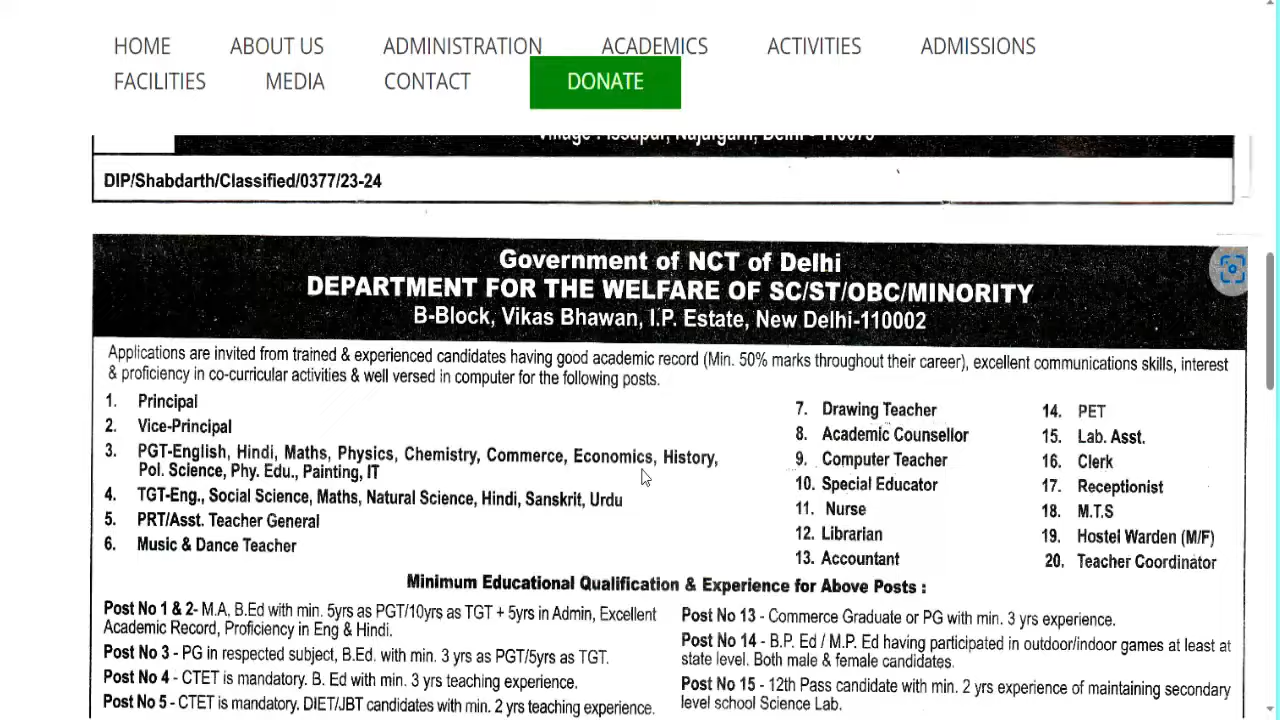 HOME ABOUT US ADMINISTRATION ACADEMICS ACTIVITIES ADMISSIONS
FACILITIES MEDIA CONTACT DONATE
Village : Issapur, Najafgarh, Delhi - 110073
DIP/Shabdarth/Classified/0377/23-24
Government of NCT of Delhi
DEPARTMENT FOR THE WELFARE OF SC/ST/OBC/MINORITY
B-Block, Vikas Bhawan, I.P. Estate, New Delhi-110002
Applications are invited from trained & experienced candidates having good academic record (Min. 50% marks throughout their career), excellent communications skills, interest
& proficiency in co-curricular activities & well versed in computer for the following posts.
1. Principal
2. Vice-Principal
3. PGT-English, Hindi, Maths, Physics, Chemistry, Commerce, Economics, History,
Pol. Science, Phy. Edu., Painting, IT
4. TGT-Eng., Social Science, Maths, Natural Science, Hindi, Sanskrit, Urdu
5. PRT/Asst. Teacher General
6. Music & Dance Teacher
7. Drawing Teacher
8. Academic Counsellor
9. Computer Teacher
10. Special Educator
11. Nurse
12. Librarian
13. Accountant
14. PET
15. Lab. Asst.
16. Clerk
17. Receptionist
18. M.T.S
19. Hostel Warden (M/F)
20. Teacher Coordinator
Minimum Educational Qualification & Experience for Above Posts :
Post No 1 & 2- M.A, B.Ed with min. 5yrs as PGT/10yrs as TGT + 5yrs in Admin, Excellent
Academic Record, Proficiency in Eng & Hindi.
Post No 3 - PG in respected subject, B.Ed. with min. 3 yrs as PGT/5yrs as TGT.
Post No 4 - CTET is mandatory. B. Ed with min. 3 yrs teaching experience.
Post No 5 - CTET is mandatory. DIET/JBT candidates with min. 2 yrs teaching experience.
Post No 13 - Commerce Graduate or PG with min. 3 yrs experience.
Post No 14 - B.P. Ed / M.P. Ed having participated in outdoor/indoor games at least at
state level. Both male & female candidates.
Post No 15 - 12th Pass candidate with min. 2 yrs experience of maintaining secondary
level school Science Lab.